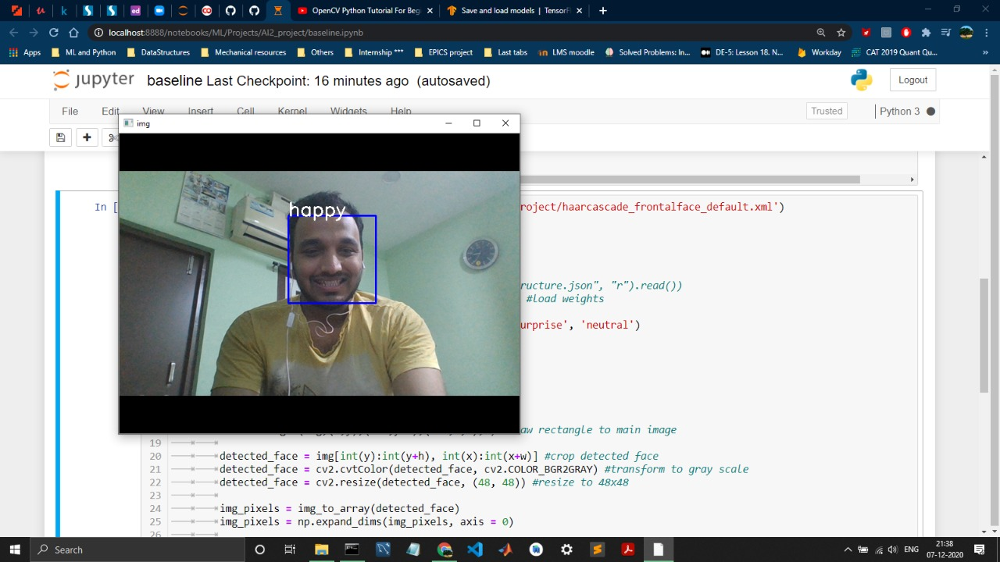 OpenCV Python Tutorial For Beg
Save and load models | TensorFl
localhost:8888/notebooks/ML/Projects/AI2_project/baseline.ipynb
Apps
ML and Python
DataStructures
Mechanical resources
Others
Internship ***
EPICS project
Last tabs
LMS moodle
Solved Problems: In...
DE-5: Lesson 18. N...
Workday
CAT 2019 Quant Qu...
»
jupyter
baseline Last Checkpoint: 16 minutes ago (autosaved)
Logout
File
Edit
View
Insert
Cell
Kernel
Widgets
Help
Trusted
Python 3
img
In [
roject/haarcascade_frontalface_default.xml')
happy
ructure.json", "r").read())
#load weights
urprise', 'neutral')
aw rectangle to main image
19
20 detected_face = img[int(y):int(y+h), int(x):int(x+w)] #crop detected face
21 detected_face = cv2.cvtColor(detected_face, cv2.COLOR_BGR2GRAY) #transform to gray scale
22 detected_face = cv2.resize(detected_face, (48, 48)) #resize to 48x48
23
24 img_pixels = img_to_array(detected_face)
25 img_pixels = np.expand_dims(img_pixels, axis = 0)
26
Search
ENG
21:38
07-12-2020